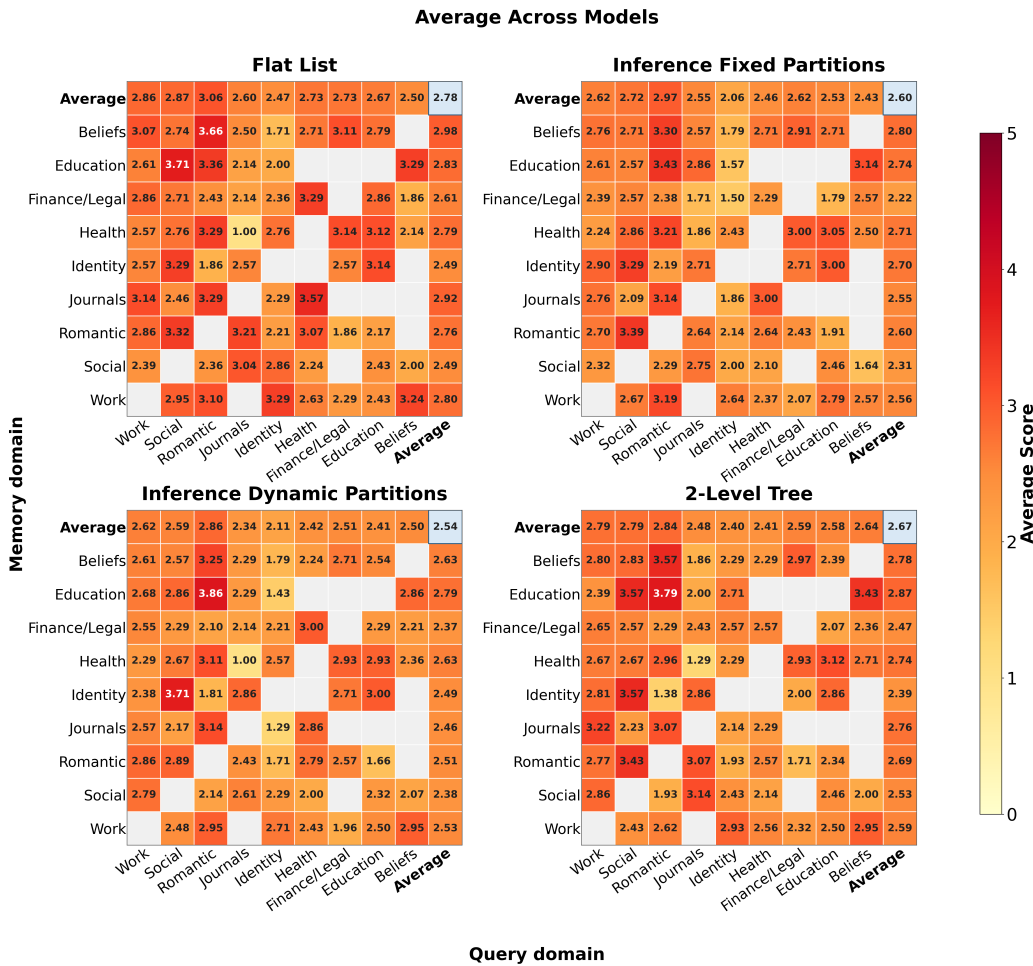 Average Across Models
Flat List
Average 2.86 2.87 3.06 2.60 2.47 2.73 2.73 2.67 2.50 2.78
Beliefs 3.07 2.74 3.66 2.50 1.71 2.71 3.11 2.79 2.98
Education 2.61 3.71 3.36 2.14 2.00 3.29 2.83
Finance/Legal 2.86 2.71 2.43 2.14 2.36 3.29 2.86 1.86 2.61
Health 2.57 2.76 3.29 1.00 2.76 3.14 3.12 2.14 2.79
Identity 2.57 3.29 1.86 2.57 2.57 3.14 2.49
Journals 3.14 2.46 3.29 2.29 3.57 2.92
Romantic 2.86 3.32 3.21 2.21 3.07 1.86 2.17 2.76
Social 2.39 2.36 3.04 2.86 2.24 2.43 2.00 2.49
Work 2.95 3.10 3.29 2.63 2.29 2.43 3.24 2.80
Work Social Romantic Journals Identity Health Finance/Legal Education Beliefs Average
Inference Fixed Partitions
Average 2.62 2.72 2.97 2.55 2.06 2.46 2.62 2.53 2.43 2.60
Beliefs 2.76 2.71 3.30 2.57 1.79 2.71 2.91 2.71 2.80
Education 2.61 2.57 3.43 2.86 1.57 3.14 2.74
Finance/Legal 2.39 2.57 2.38 1.71 1.50 2.29 1.79 2.57 2.22
Health 2.24 2.86 3.21 1.86 2.43 3.00 3.05 2.50 2.71
Identity 2.90 3.29 2.19 2.71 2.71 3.00 2.70
Journals 2.76 2.09 3.14 1.86 3.00 2.55
Romantic 2.70 3.39 2.64 2.14 2.64 2.43 1.91 2.60
Social 2.32 2.29 2.75 2.00 2.10 2.46 1.64 2.31
Work 2.67 3.19 2.64 2.37 2.07 2.79 2.57 2.56
Work Social Romantic Journals Identity Health Finance/Legal Education Beliefs Average
Inference Dynamic Partitions
Average 2.62 2.59 2.86 2.34 2.11 2.42 2.51 2.41 2.50 2.54
Beliefs 2.61 2.57 3.25 2.29 1.79 2.24 2.71 2.54 2.63
Education 2.68 2.86 3.86 2.29 1.43 2.86 2.79
Finance/Legal 2.55 2.29 2.10 2.14 2.21 3.00 2.29 2.21 2.37
Health 2.29 2.67 3.11 1.00 2.57 2.93 2.93 2.36 2.63
Identity 2.38 3.71 1.81 2.86 2.71 3.00 2.49
Journals 2.57 2.17 3.14 1.29 2.86 2.46
Romantic 2.86 2.89 2.43 1.71 2.79 2.57 1.66 2.51
Social 2.79 2.14 2.61 2.29 2.00 2.32 2.07 2.38
Work 2.48 2.95 2.71 2.43 1.96 2.50 2.95 2.53
Work Social Romantic Journals Identity Health Finance/Legal Education Beliefs Average
2-Level Tree
Average 2.79 2.79 2.84 2.48 2.40 2.41 2.59 2.58 2.64 2.67
Beliefs 2.80 2.83 3.57 1.86 2.29 2.29 2.97 2.39 2.78
Education 2.39 3.57 3.79 2.00 2.71 3.43 2.87
Finance/Legal 2.65 2.57 2.29 2.43 2.57 2.57 2.07 2.36 2.47
Health 2.67 2.67 2.96 1.29 2.29 2.93 3.12 2.71 2.74
Identity 2.81 3.57 1.38 2.86 2.00 2.86 2.39
Journals 3.22 2.23 3.07 2.14 2.29 2.76
Romantic 2.77 3.43 3.07 1.93 2.57 1.71 2.34 2.69
Social 2.86 1.93 3.14 2.43 2.14 2.46 2.00 2.53
Work 2.43 2.62 2.93 2.56 2.32 2.50 2.95 2.59
Work Social Romantic Journals Identity Health Finance/Legal Education Beliefs Average
Memory domain
Query domain
5
4
3
2
1
0
Average Score